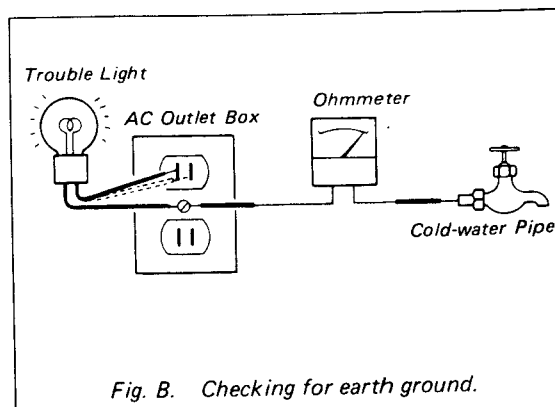 Trouble Light
AC Outlet Box
Ohmmeter
Cold-water Pipe
Fig. B. Checking for earth ground.